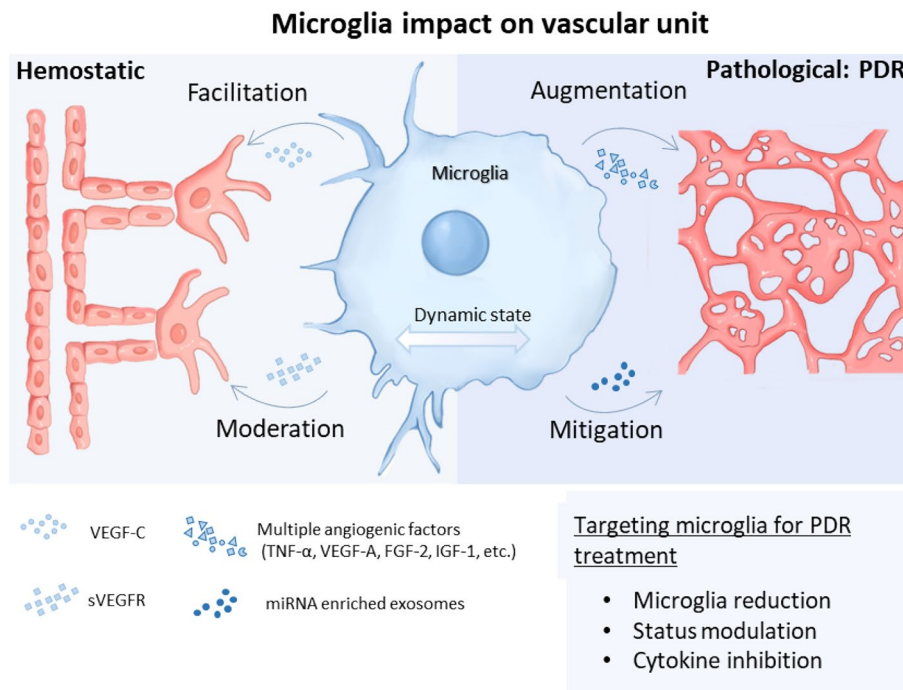 Microglia impact on vascular unit
Hemostatic
Pathological: PDR
Facilitation
Augmentation
Microglia
Dynamic state
Moderation
Mitigation
VEGF-C
Multiple angiogenic factors
(TNF-α, VEGF-A, FGF-2, IGF-1, etc.)
sVEGFR
miRNA enriched exosomes
Targeting microglia for PDR
treatment
• Microglia reduction
• Status modulation
• Cytokine inhibition